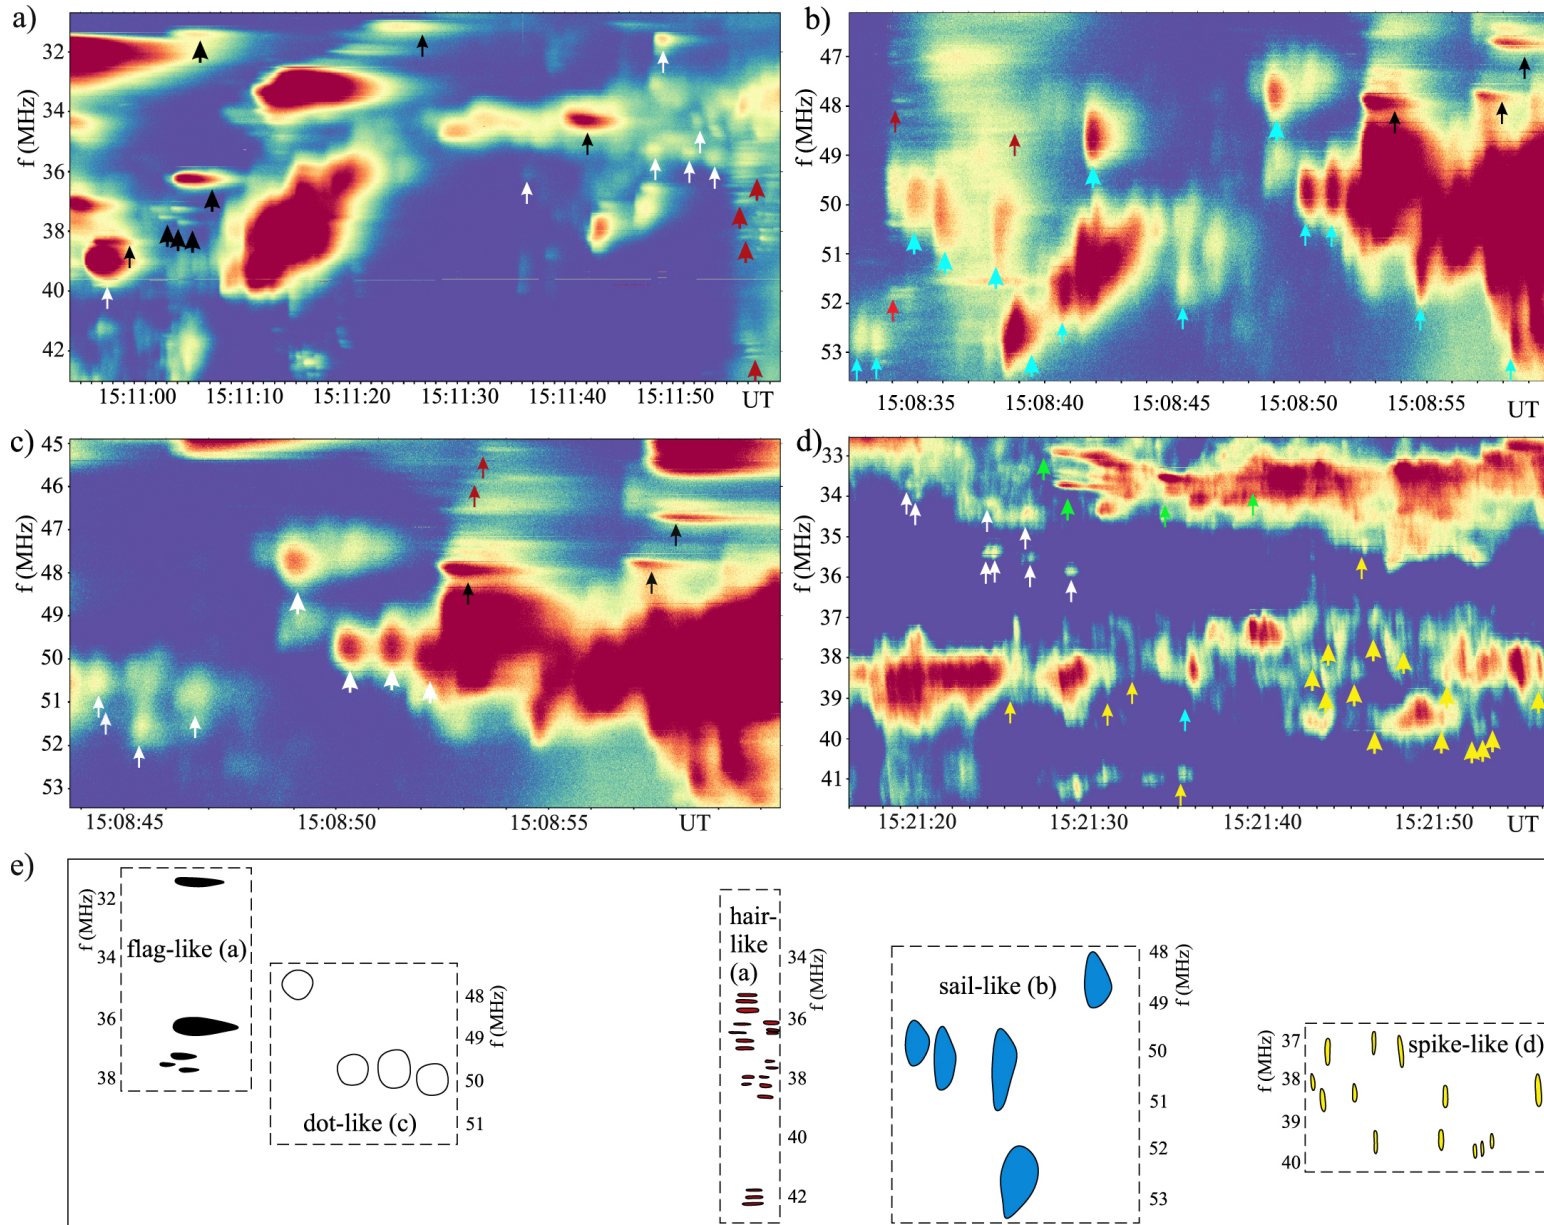 a)
f (MHz)
32
34
36
38
40
42
15:11:00
15:11:10
15:11:20
15:11:30
15:11:40
15:11:50
UT
b)
f (MHz)
47
48
49
50
51
52
53
15:08:35
15:08:40
15:08:45
15:08:50
15:08:55
UT
c)
f (MHz)
45
46
47
48
49
50
51
52
53
15:08:45
15:08:50
15:08:55
UT
d)
f (MHz)
33
34
35
36
37
38
39
40
41
15:21:20
15:21:30
15:21:40
15:21:50
UT
e)
f (MHz)
32
34
36
38
flag-like (a)
48
49
50
51
f (MHz)
dot-like (c)
hair-
like
(a)
34
36
38
40
42
f (MHz)
sail-like (b)
48
49
50
51
52
53
f (MHz)
f (MHz)
37
38
39
40
spike-like (d)